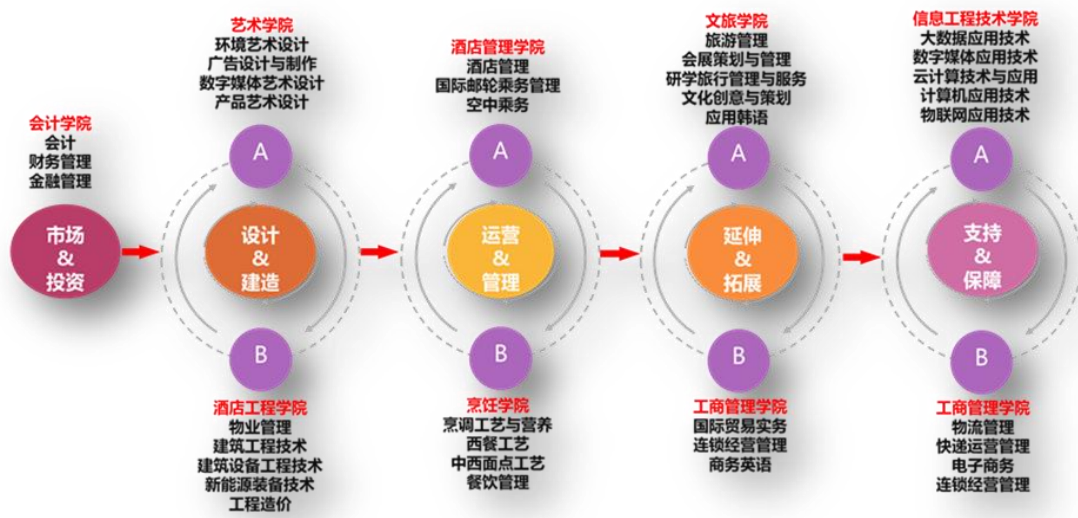 会计学院
会计
财务管理
金融管理
市场
&
投资
艺术学院
环境艺术设计
广告设计与制作
数字媒体艺术设计
产品艺术设计
A
设计
&
建造
B
酒店工程学院
物业管理
建筑工程技术
建筑设备工程技术
新能源装备技术
工程造价
酒店管理学院
酒店管理
国际邮轮乘务管理
空中乘务
A
运营
&
管理
B
烹饪学院
烹调工艺与营养
西餐工艺
中西面点工艺
餐饮管理
文旅学院
旅游管理
会展策划与管理
研学旅行管理与服务
文化创意与策划
应用韩语
A
延伸
&
拓展
B
工商管理学院
国际贸易实务
连锁经营管理
商务英语
信息工程技术学院
大数据应用技术
数字媒体应用技术
云计算技术与应用
计算机应用技术
物联网应用技术
A
支持
&
保障
B
工商管理学院
物流管理
快递运营管理
电子商务
连锁经营管理